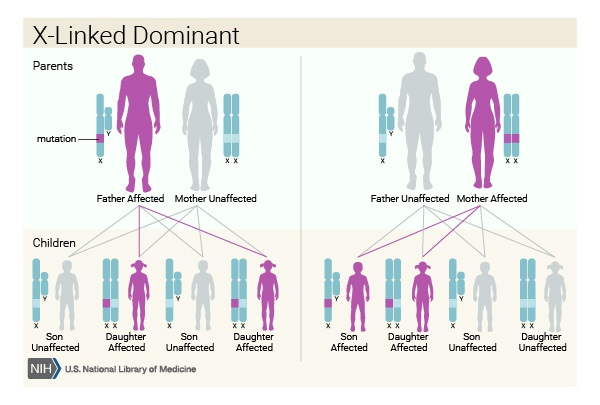 X-Linked Dominant
Parents
Y
mutation
X
X X
Father Affected
Mother Unaffected
Y
X
X X
Father Unaffected
Mother Affected
Children
Y
X
Son
Unaffected
X X
Daughter
Affected
Y
X
Son
Unaffected
X X
Daughter
Affected
Y
X
Son
Affected
X X
Daughter
Affected
Y
X
Son
Unaffected
X X
Daughter
Unaffected
NIH U.S. National Library of Medicine